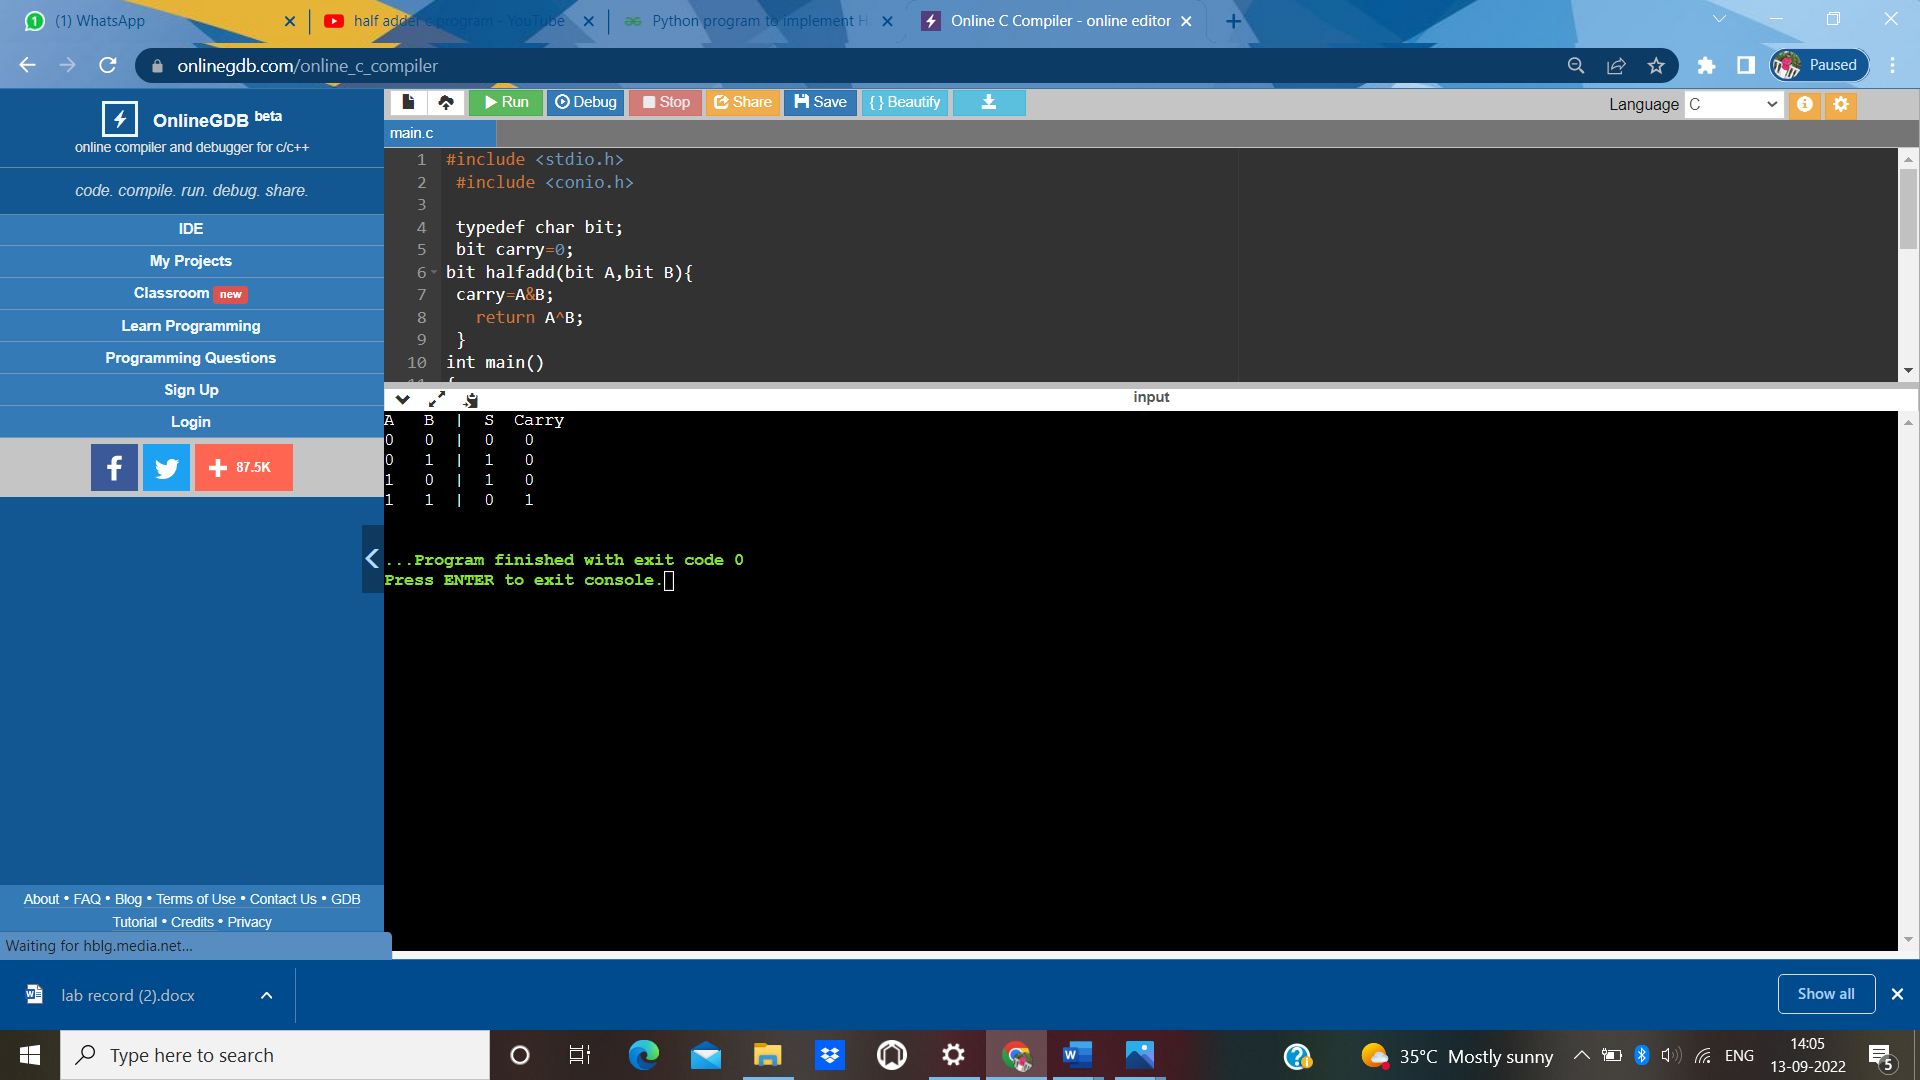 (1) WhatsApp
half adder c program - YouTube
Python program to implement H
Online C Compiler - online editor
onlinegdb.com/online_c_compiler
Paused
OnlineGDB beta
online compiler and debugger for c/c++
code. compile. run. debug. share.
IDE
My Projects
Classroom new
Learn Programming
Programming Questions
Sign Up
Login
87.5K
About • FAQ • Blog • Terms of Use • Contact Us • GDB
Tutorial • Credits • Privacy
Waiting for hblg.media.net...
Run Debug Stop Share Save { } Beautify
Language C
main.c
1 #include <stdio.h>
2 #include <conio.h>
3
4 typedef char bit;
5 bit carry=0;
6 bit halfadd(bit A,bit B){
7 carry=A&B;
8 return A^B;
9 }
10 int main()
11 {
input
A B | S Carry
0 0 | 0 0
0 1 | 1 0
1 0 | 1 0
1 1 | 0 1
...Program finished with exit code 0
Press ENTER to exit console.
lab record (2).docx
Show all
Type here to search
35°C Mostly sunny
ENG
14:05
13-09-2022
5